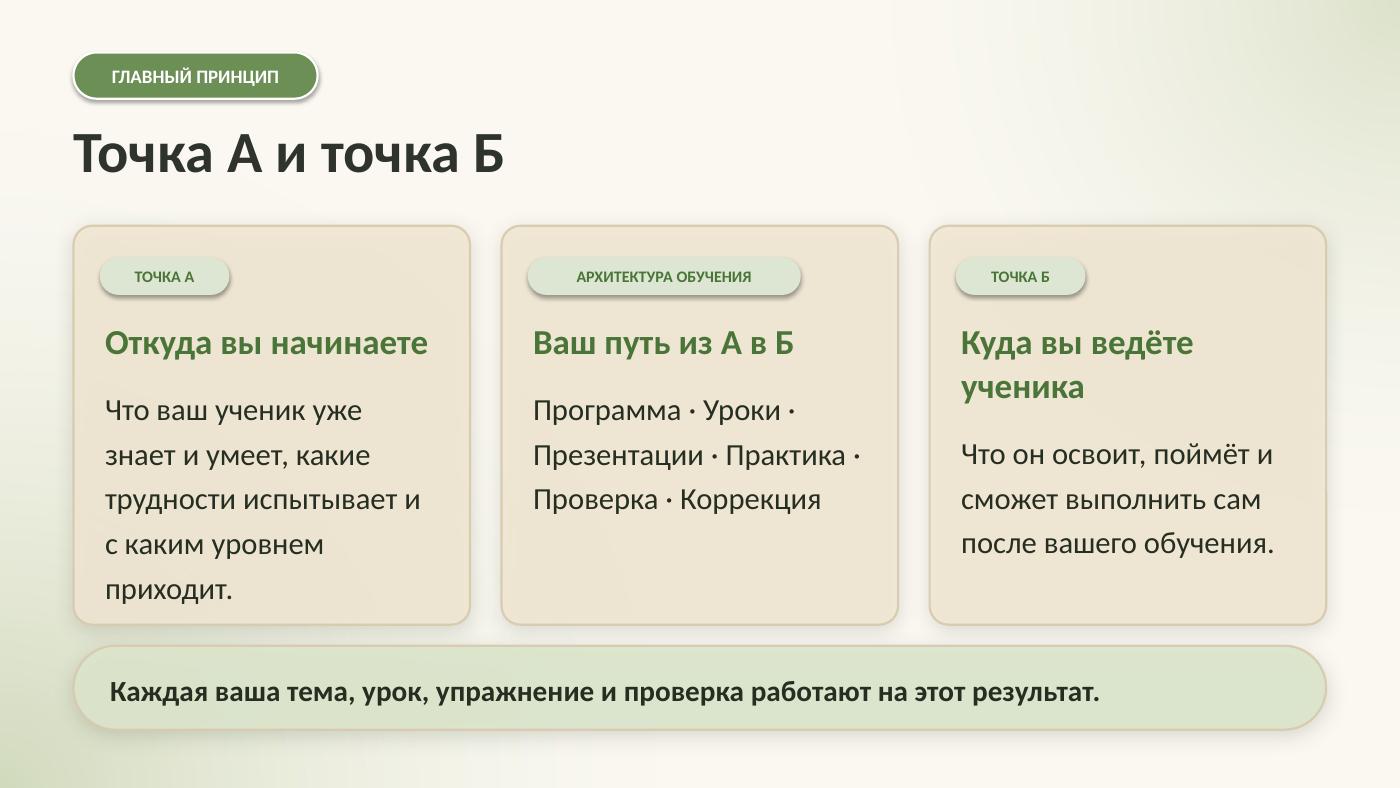 ГЛАВНЫЙ ПРИНЦИП
Точка А и точка Б
ТОЧКА А
Откуда вы начинаете
Что ваш ученик уже
знает и умеет, какие
трудности испытывает и
с каким уровнем
приходит.
АРХИТЕКТУРА ОБУЧЕНИЯ
Ваш путь из А в Б
Программа · Уроки ·
Презентации · Практика ·
Проверка · Коррекция
ТОЧКА Б
Куда вы ведёте
ученика
Что он освоит, поймёт и
сможет выполнить сам
после вашего обучения.
Каждая ваша тема, урок, упражнение и проверка работают на этот результат.